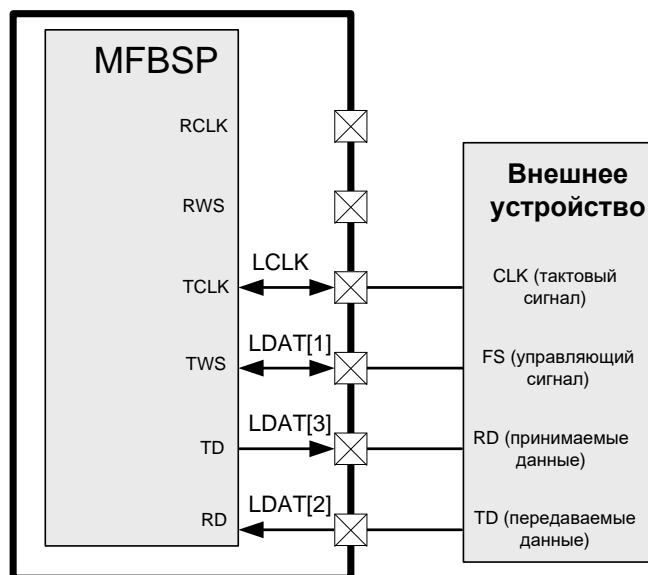 MFBSP
RCLK
RWS
LCLK
TCLK
LDAT[1]
TWS
LDAT[3]
TD
LDAT[2]
RD
Внешнее
устройство
CLK (тактовый
сигнал)
FS (управляющий
сигнал)
RD (принимаемые
данные)
TD (передаваемые
данные)